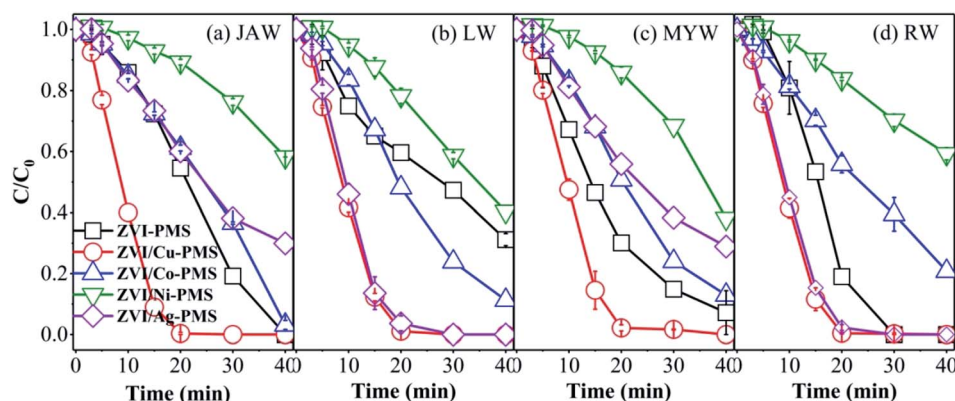 (a) JAW
(b) LW
(c) MYW
(d) RW
C/C0
1.0
0.8
0.6
0.4
0.2
0.0
ZVI-PMS
ZVI/Cu-PMS
ZVI/Co-PMS
ZVI/Ni-PMS
ZVI/Ag-PMS
0 10 20 30 40 0 10 20 30 40 0 10 20 30 40 0 10 20 30 40
Time (min) Time (min) Time (min) Time (min)